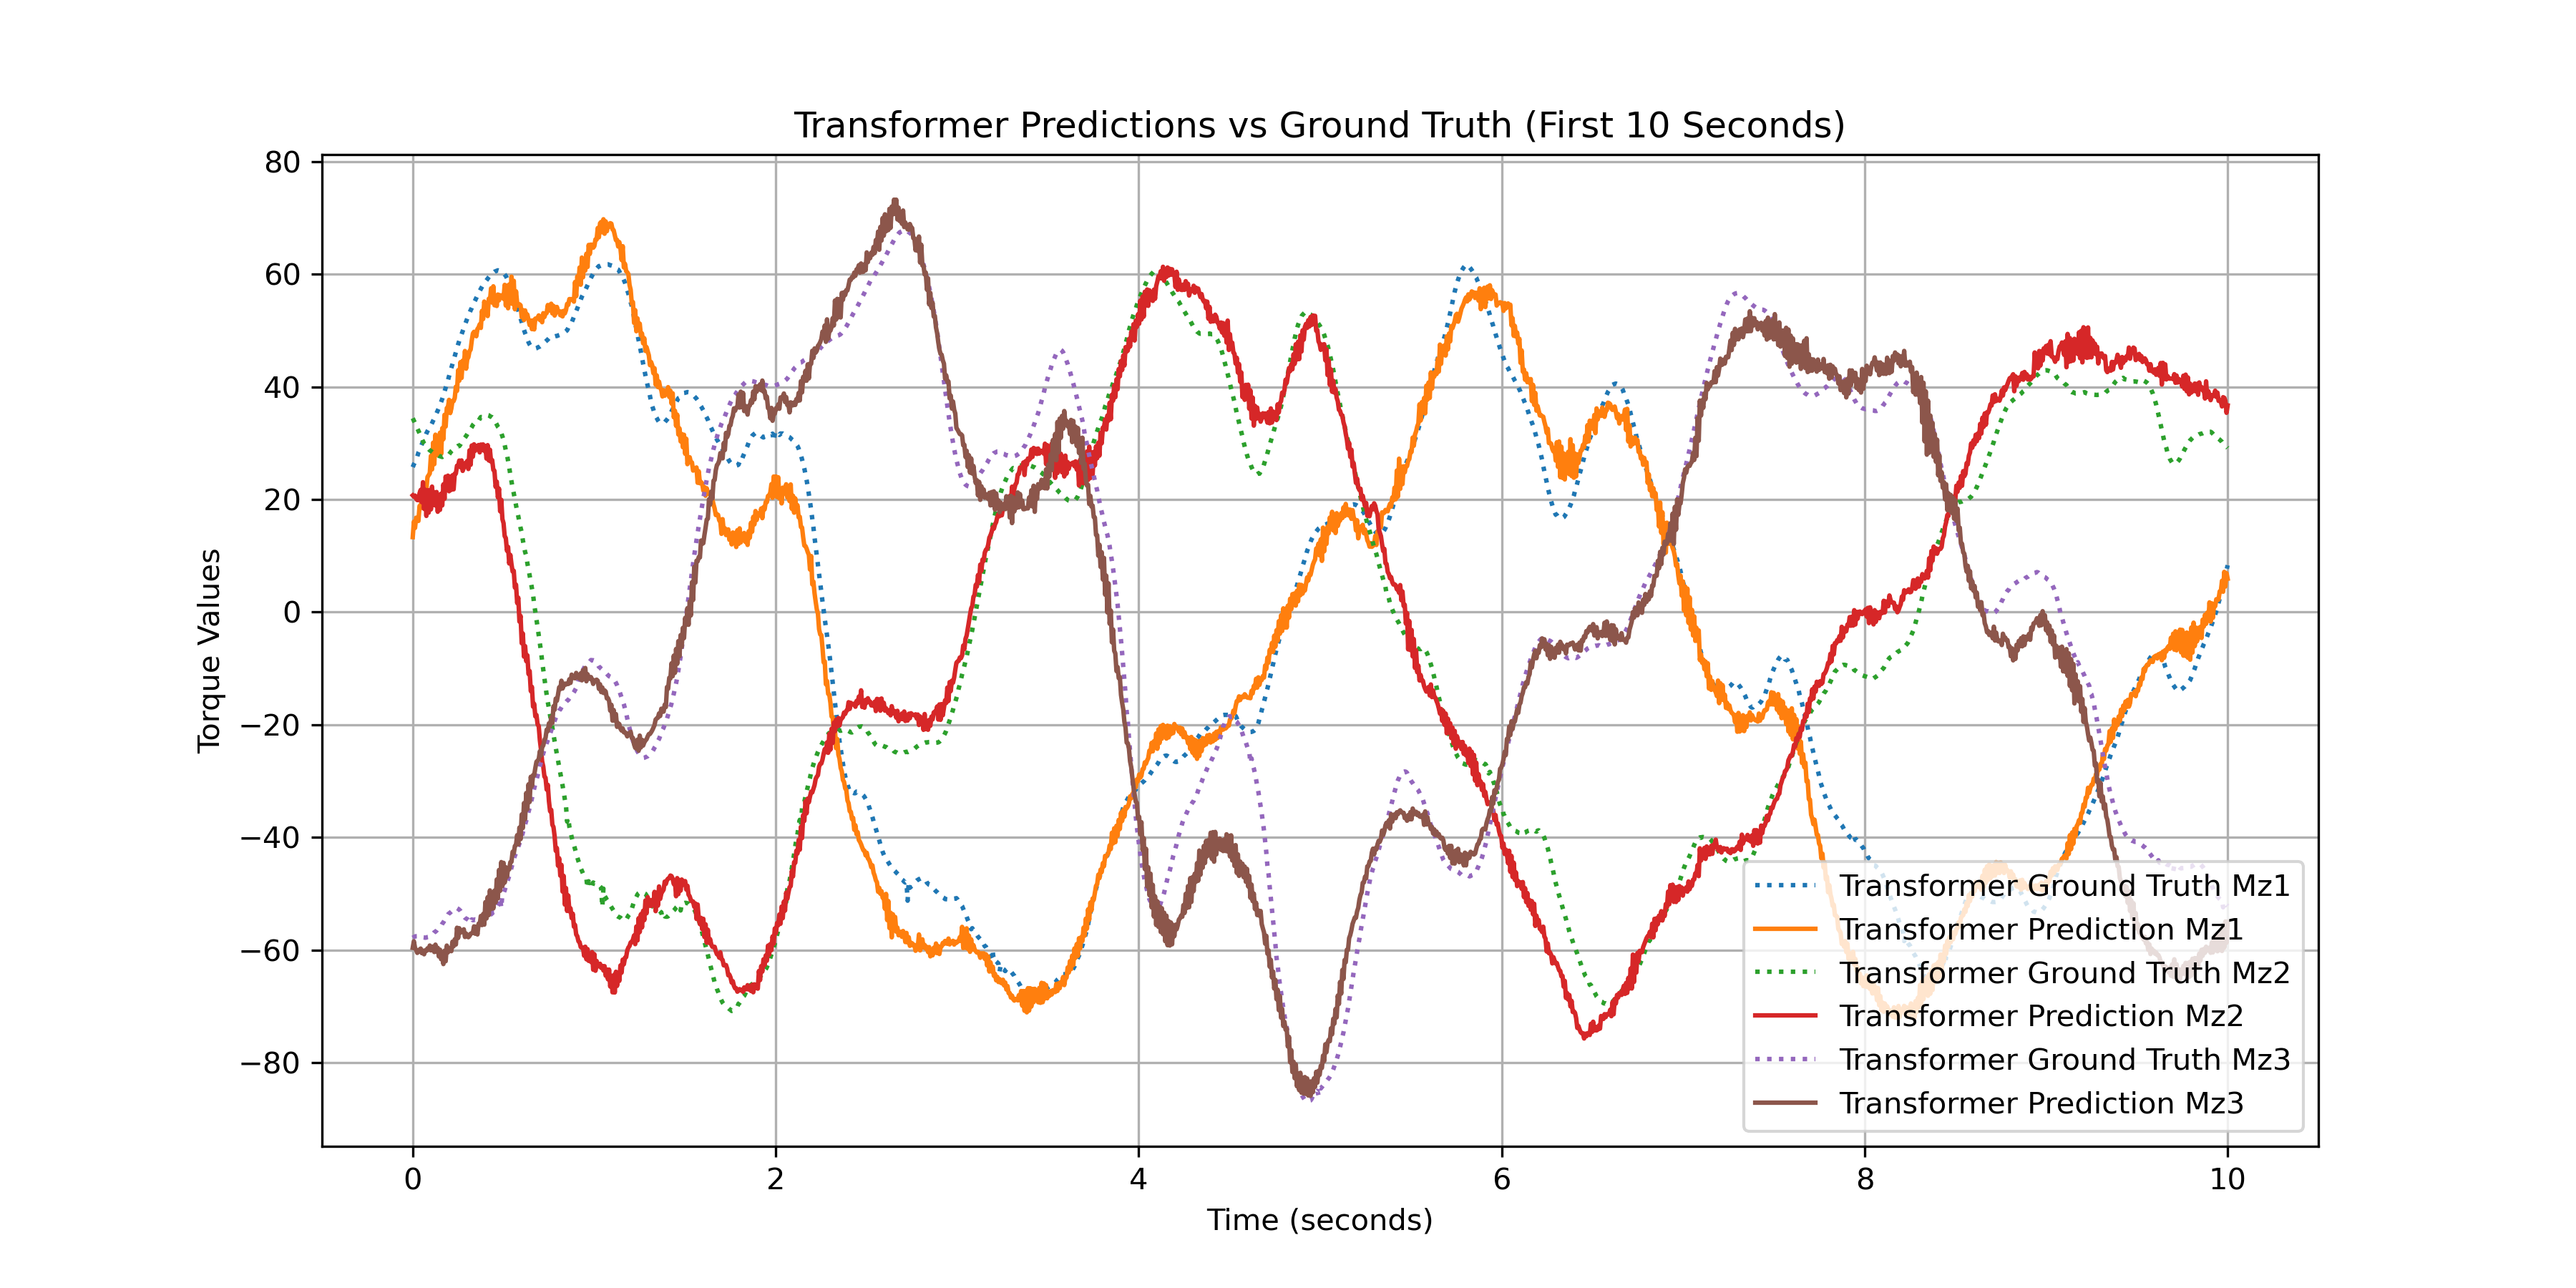 Transformer Predictions vs Ground Truth (First 10 Seconds)
80
60
40
20
0
−20
−40
−60
−80
Torque Values
0
2
4
6
8
10
Time (seconds)
Transformer Ground Truth Mz1
Transformer Prediction Mz1
Transformer Ground Truth Mz2
Transformer Prediction Mz2
Transformer Ground Truth Mz3
Transformer Prediction Mz3